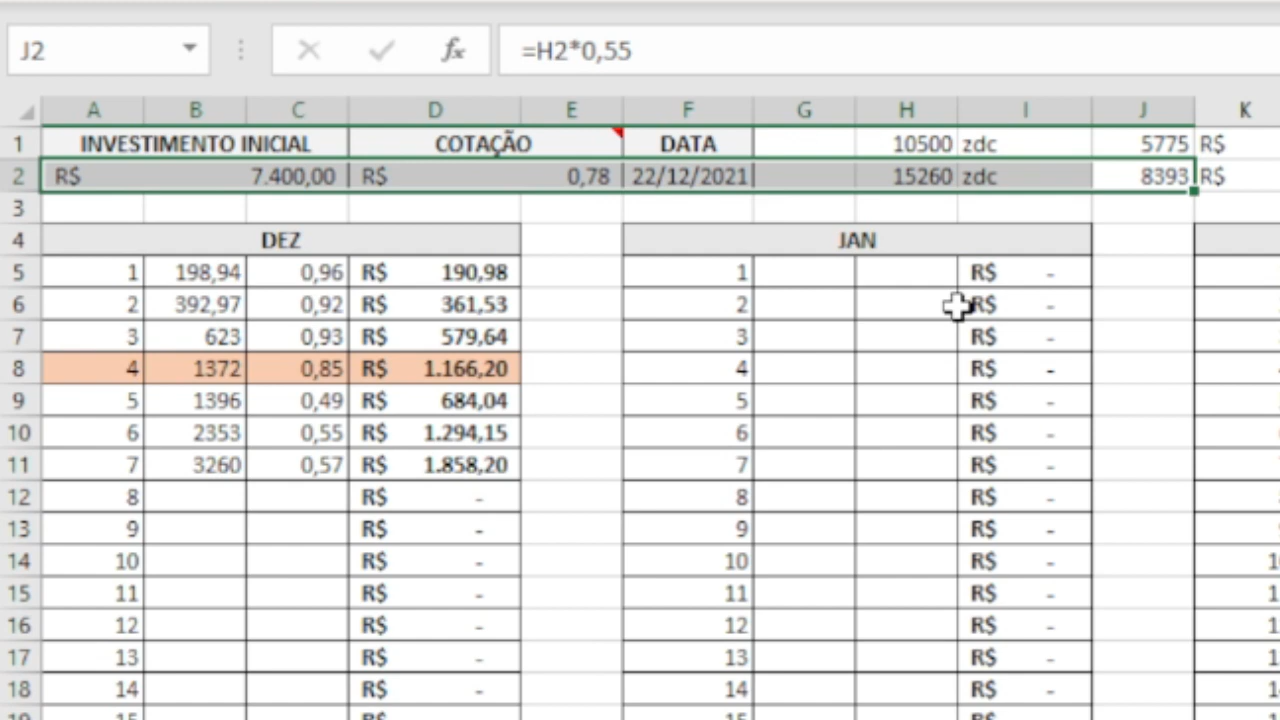 J2 fx =H2*0,55
A B C D E F G H I J K
1 INVESTIMENTO INICIAL COTAÇÃO DATA 10500 zdc 5775 R$
2 R$ 7.400,00 R$ 0,78 22/12/2021 15260 zdc 8393 R$
3
4 DEZ JAN
5 1 198,94 0,96 R$ 190,98 1 R$ -
6 2 392,97 0,92 R$ 361,53 2 R$ -
7 3 623 0,93 R$ 579,64 3 R$ -
8 4 1372 0,85 R$ 1.166,20 4 R$ -
9 5 1396 0,49 R$ 684,04 5 R$ -
10 6 2353 0,55 R$ 1.294,15 6 R$ -
11 7 3260 0,57 R$ 1.858,20 7 R$ -
12 8 R$ - 8 R$ -
13 9 R$ - 9 R$ -
14 10 R$ - 10 R$ -
15 11 R$ - 11 R$ -
16 12 R$ - 12 R$ -
17 13 R$ - 13 R$ -
18 14 R$ - 14 R$ -